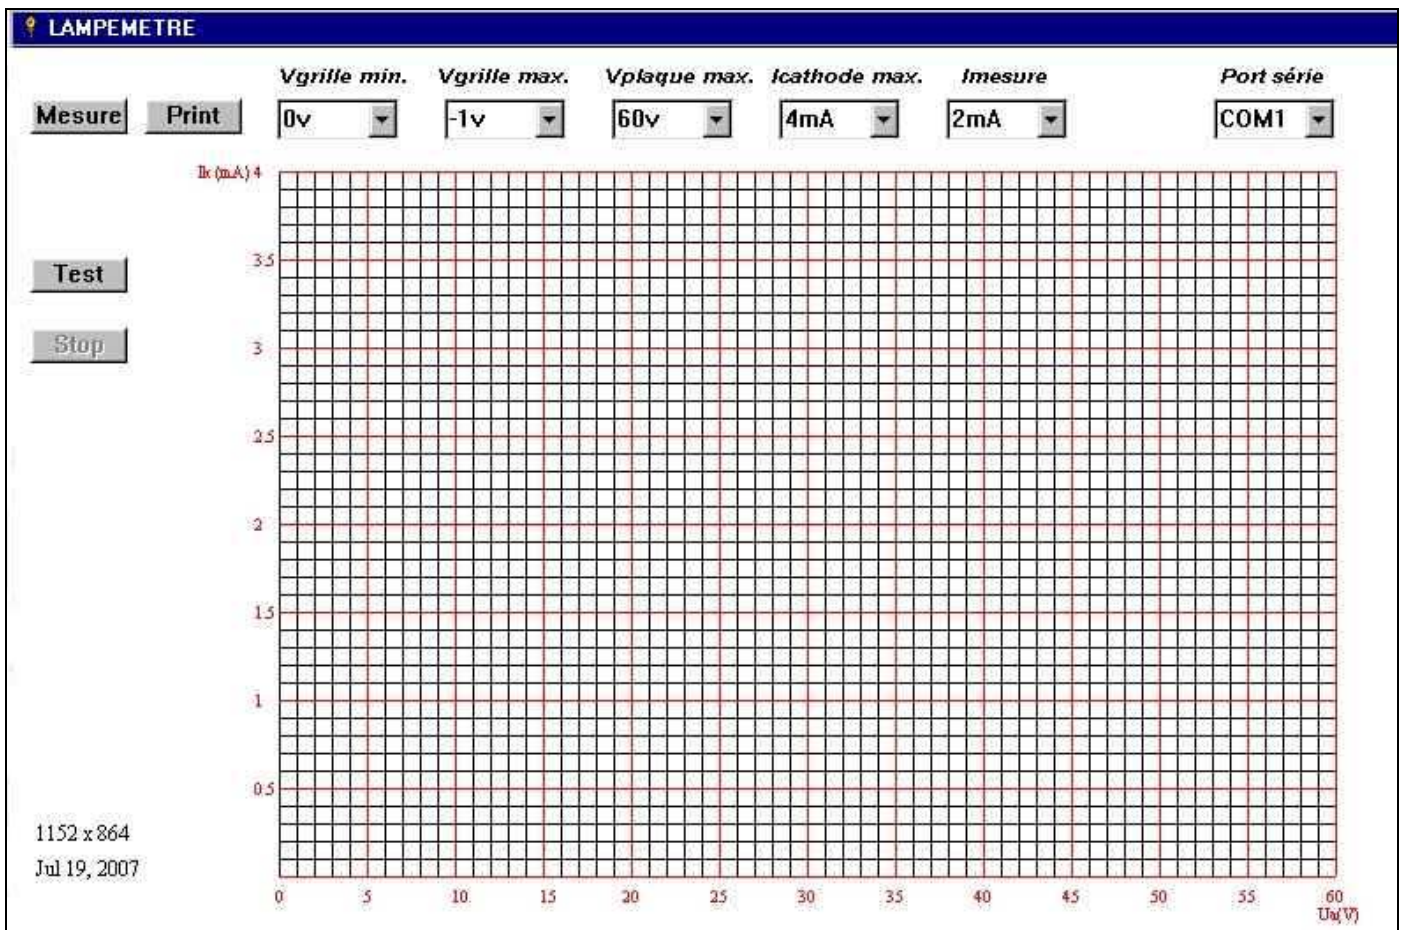 LAMPEMETRE
Vgrille min. Vgrille max. Vplaque max. Icathode max. Imesure Port série
Mesure Print 0v -1v 60v 4mA 2mA COM1
Ik (mA) 4
3.5
Test
3
Stop
2.5
2
1.5
1
0.5
1152 x 864
Jul 19, 2007
0 5 10 15 20 25 30 35 40 45 50 55 60
Ua(V)